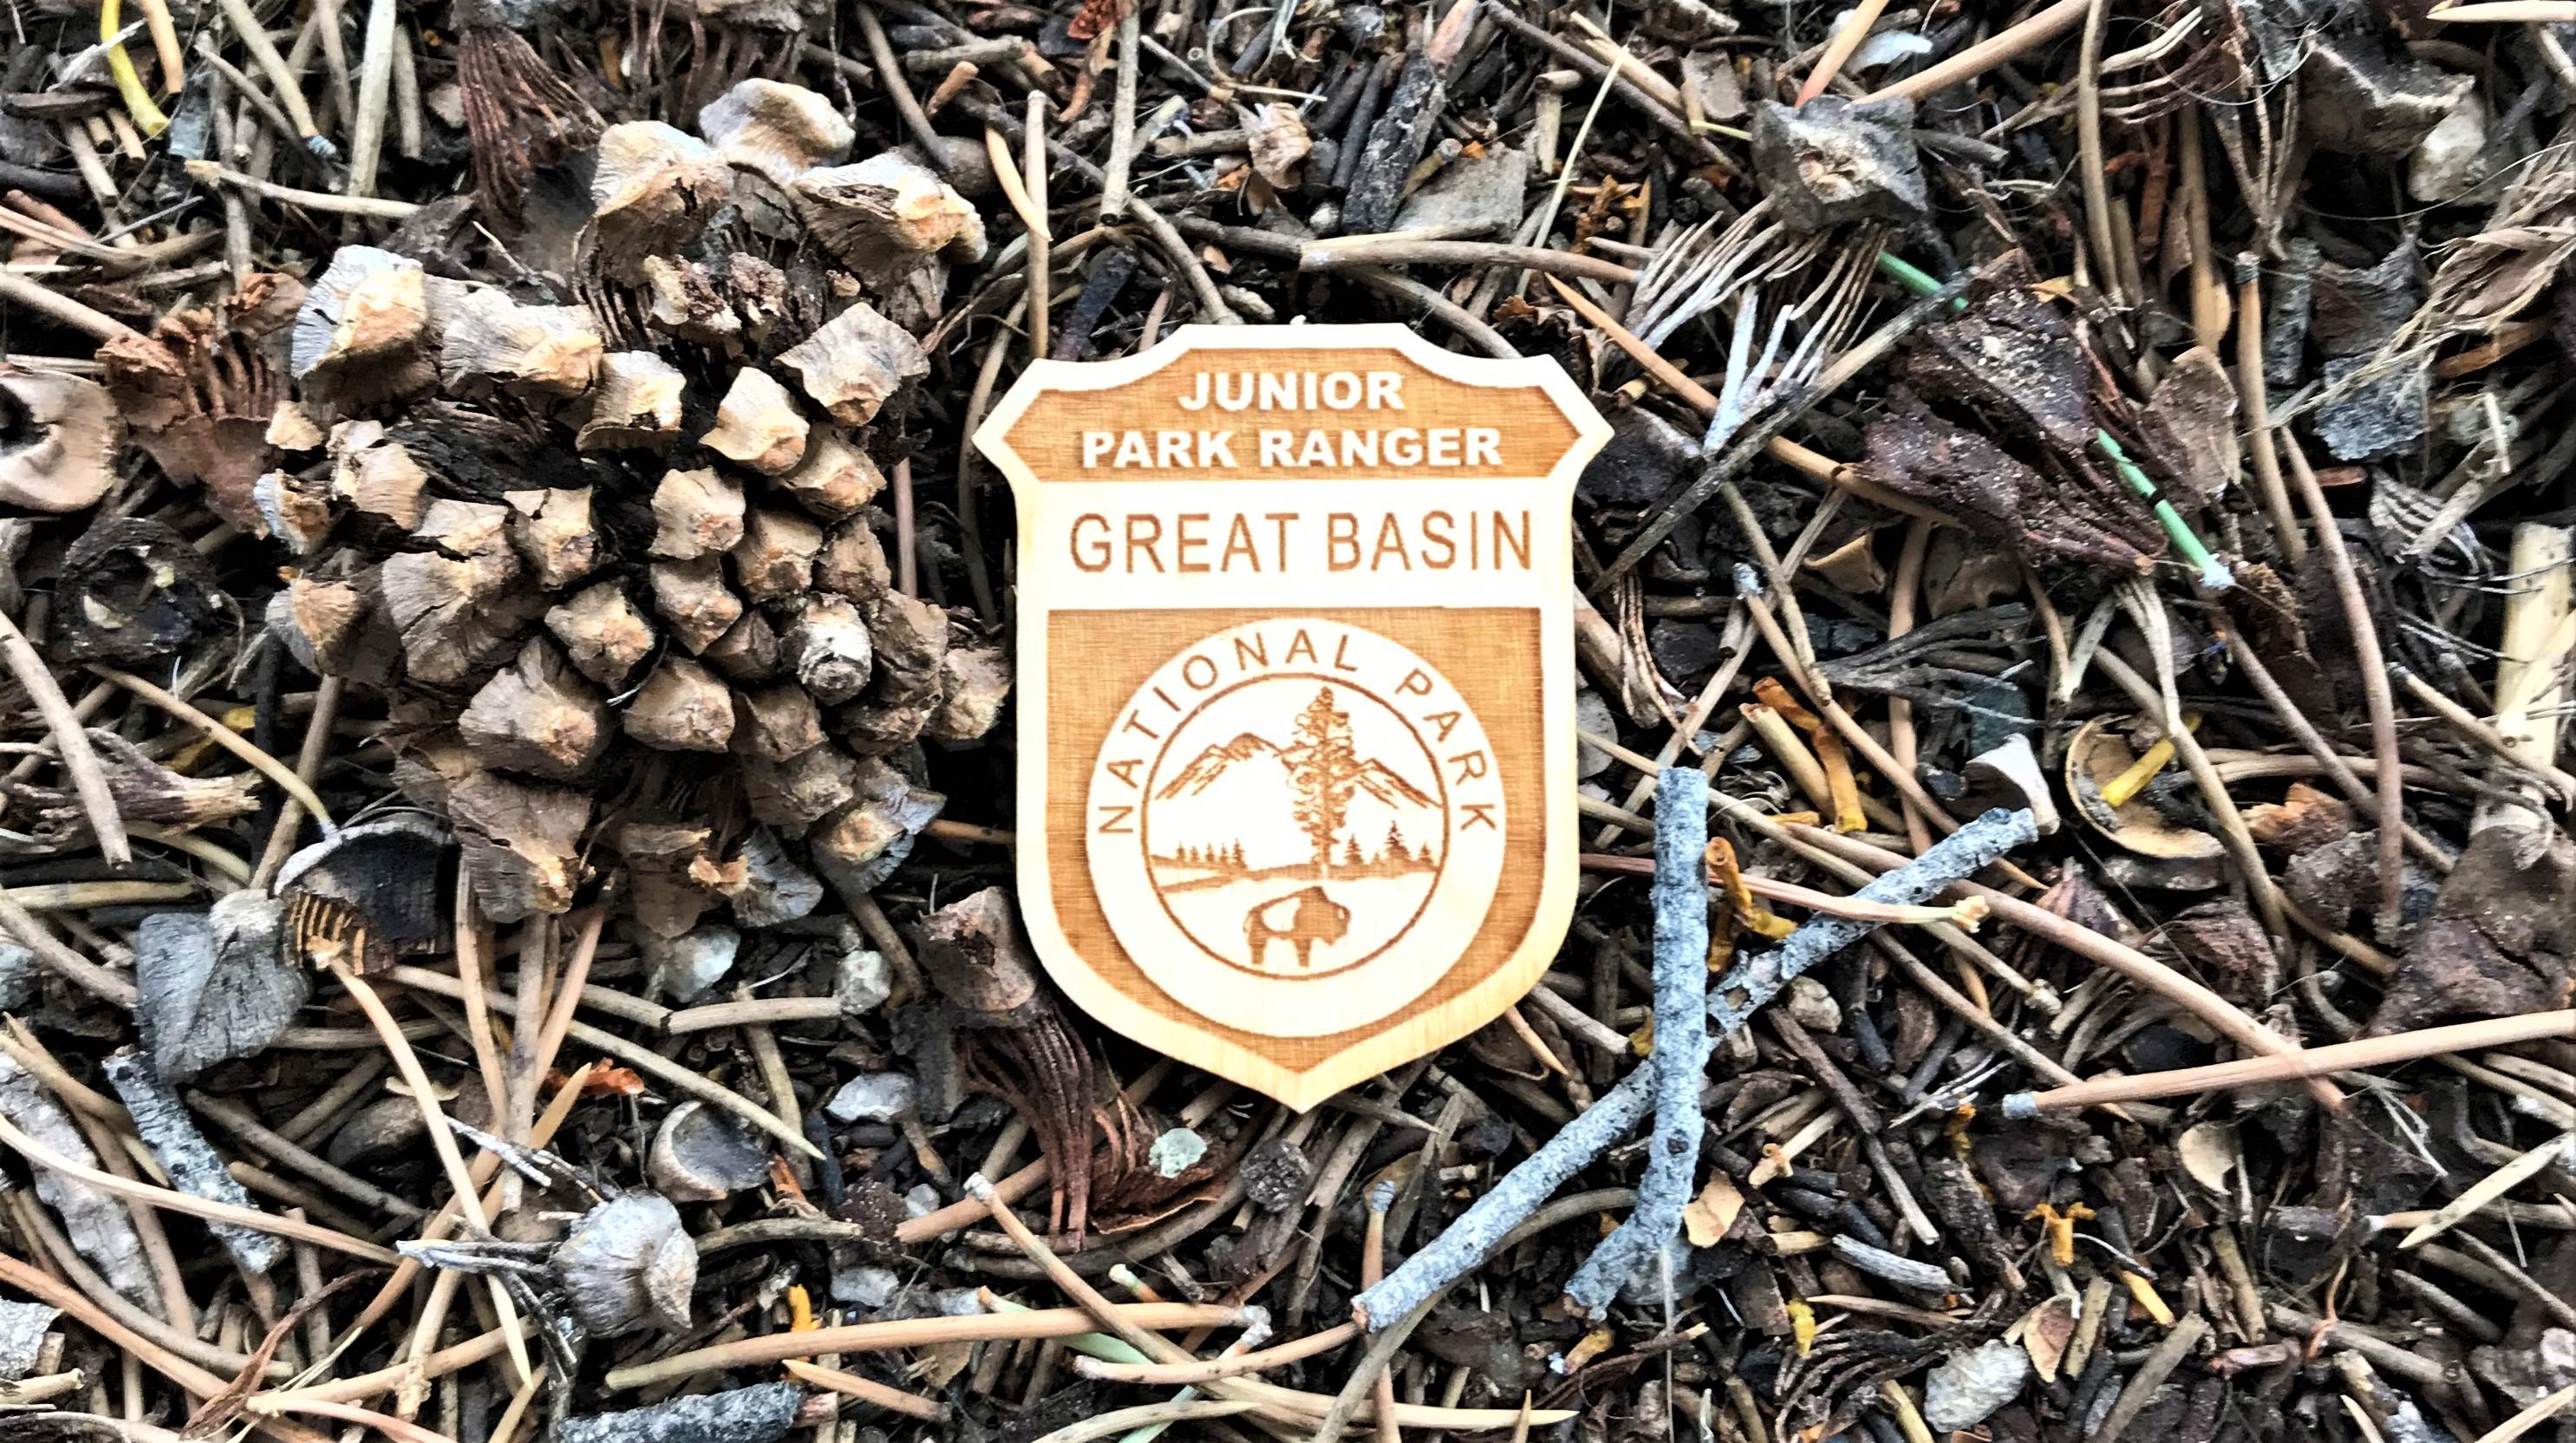 JUNIOR
PARK RANGER
GREAT BASIN
NATIONAL PARK